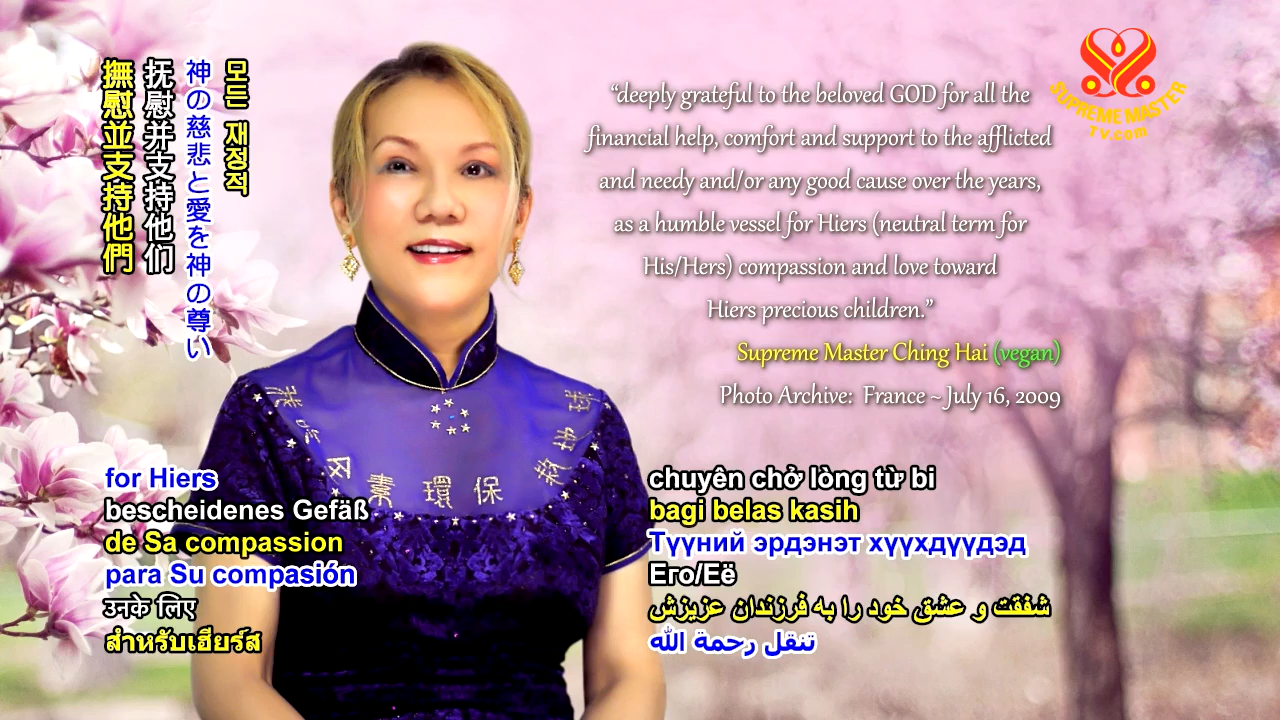 撫慰並支持他們
抚慰并支持他们
神の慈悲と愛を神の尊い
모든 재정적
“deeply grateful to the beloved GOD for all the
financial help, comfort and support to the afflicted
and needy and/or any good cause over the years,
as a humble vessel for Hiers (neutral term for
His/Hers) compassion and love toward
Hiers precious children.”
Supreme Master Ching Hai (vegan)
Photo Archive: France ~ July 16, 2009
SUPREME MASTER
TV.com
素環保救地球
for Hiers
bescheidenes Gefäß
de Sa compassion
para Su compasión
उनके लिए
สำหรับเฮียร์ส
chuyên chở lòng từ bi
bagi belas kasih
Түүний эрдэнэт хүүхдүүдэд
Его/Её
شفقت و عشق خود را به فرزندان عزیزش
تنقل رحمة الله